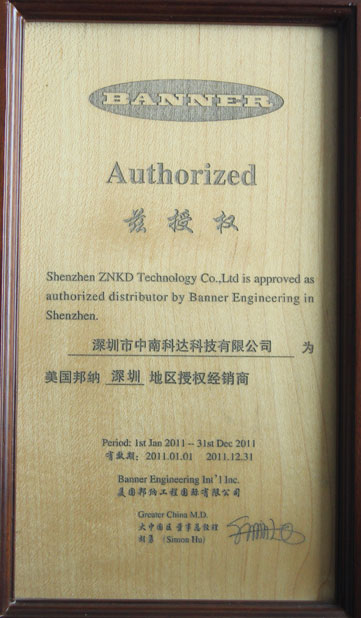 BANNER
Authorized
兹授权
Shenzhen ZNKD Technology Co.,Ltd is approved as
authorized distributor by Banner Engineering in
Shenzhen.
深圳市中南科达科技有限公司 为
美国邦纳 深圳 地区授权经销商
Period: 1st Jan 2011 -- 31st Dec 2011
有效期: 2011.01.01 2011.12.31
Banner Engineering Int'l Inc.
美国邦纳工程国际有限公司
Greater China M.D.
大中国区 董事总经理
(Simon Hu)